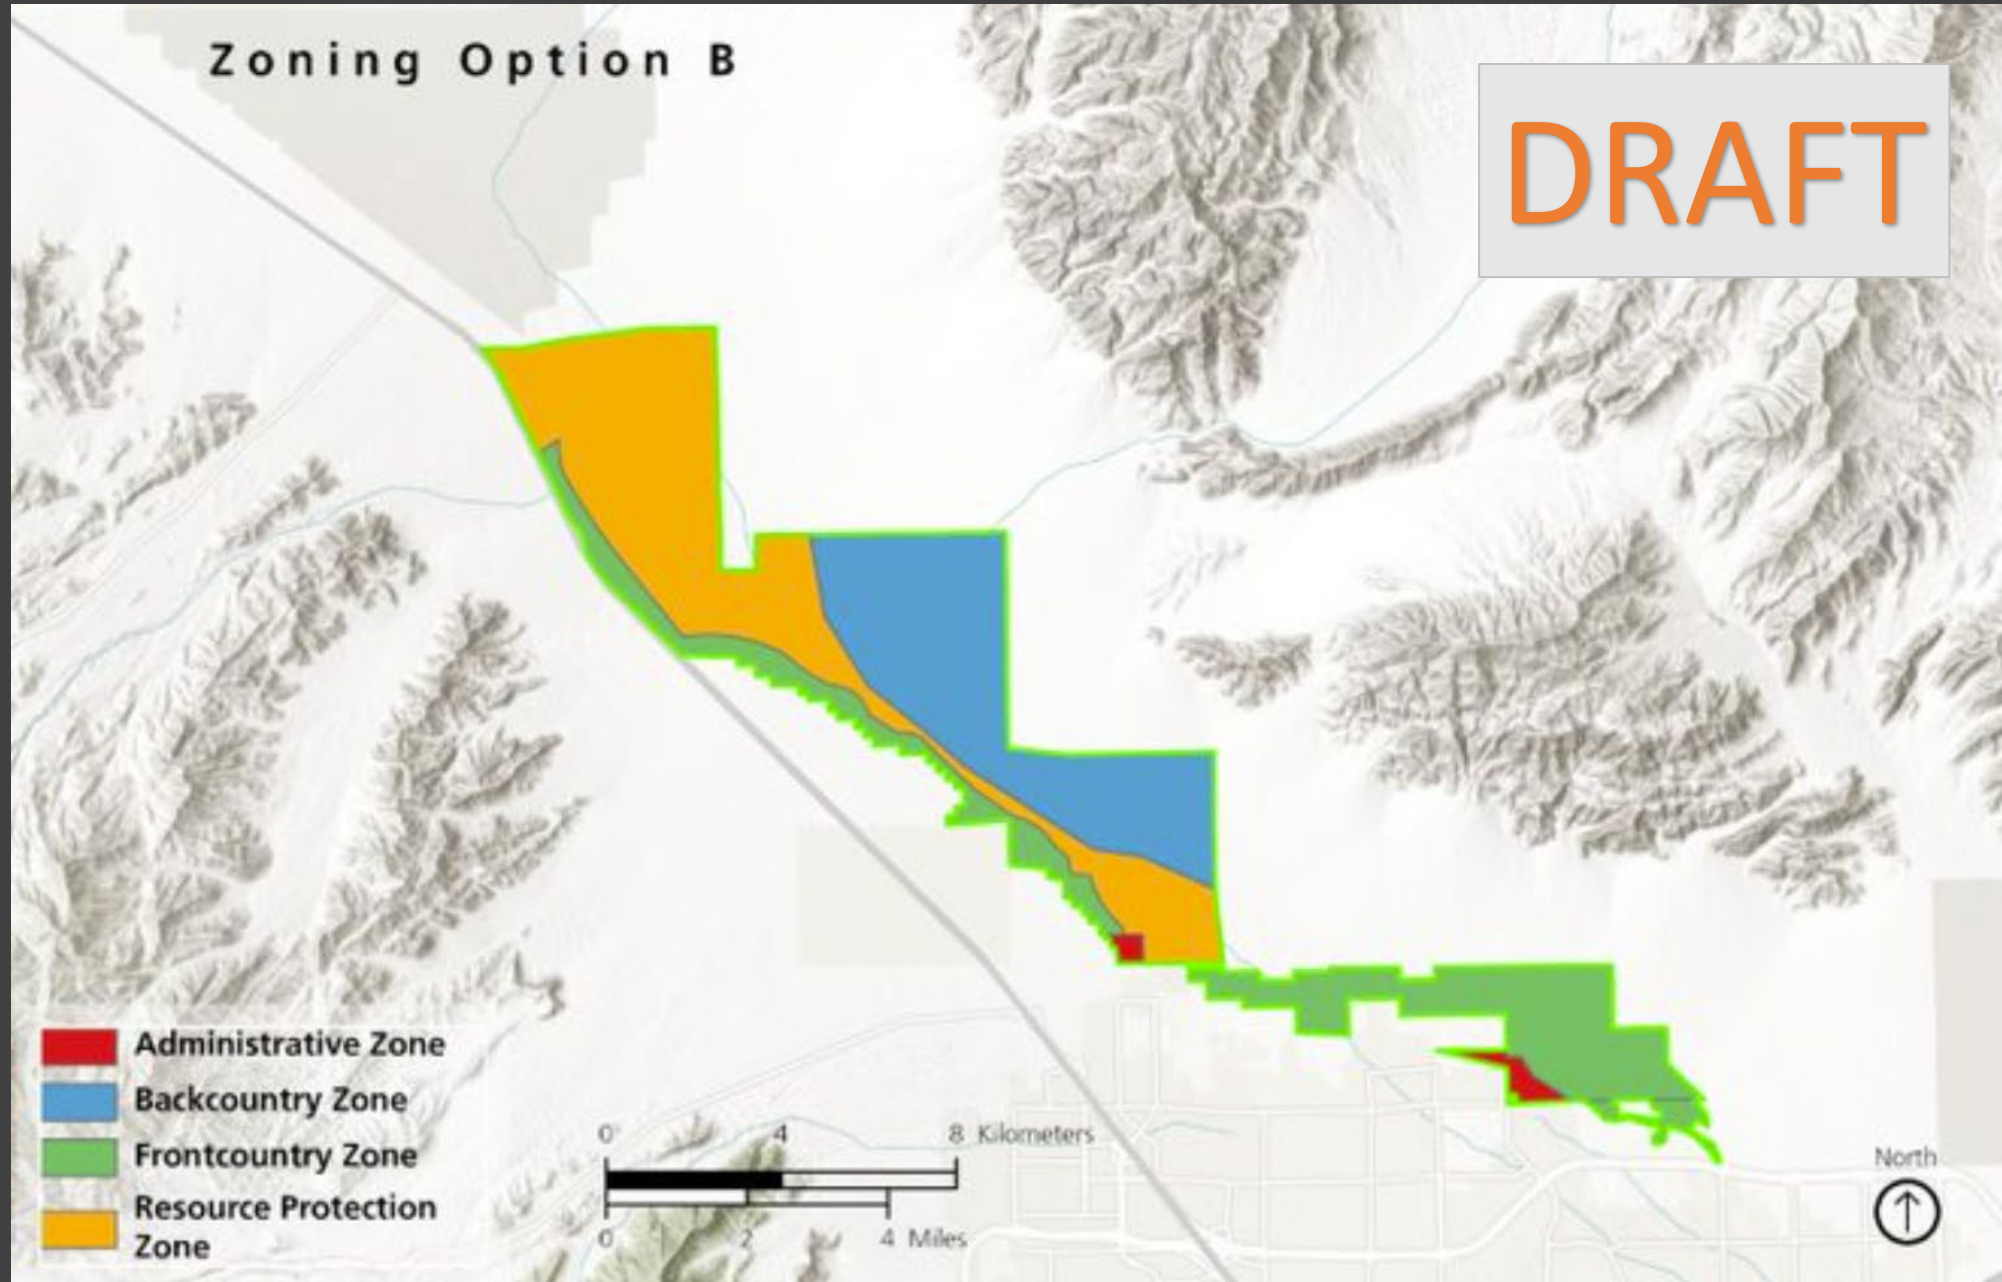 Zoning Option B
DRAFT
Administrative Zone
Backcountry Zone
Frontcountry Zone
Resource Protection
Zone
0 4 8 Kilometers
0 2 4 Miles
North